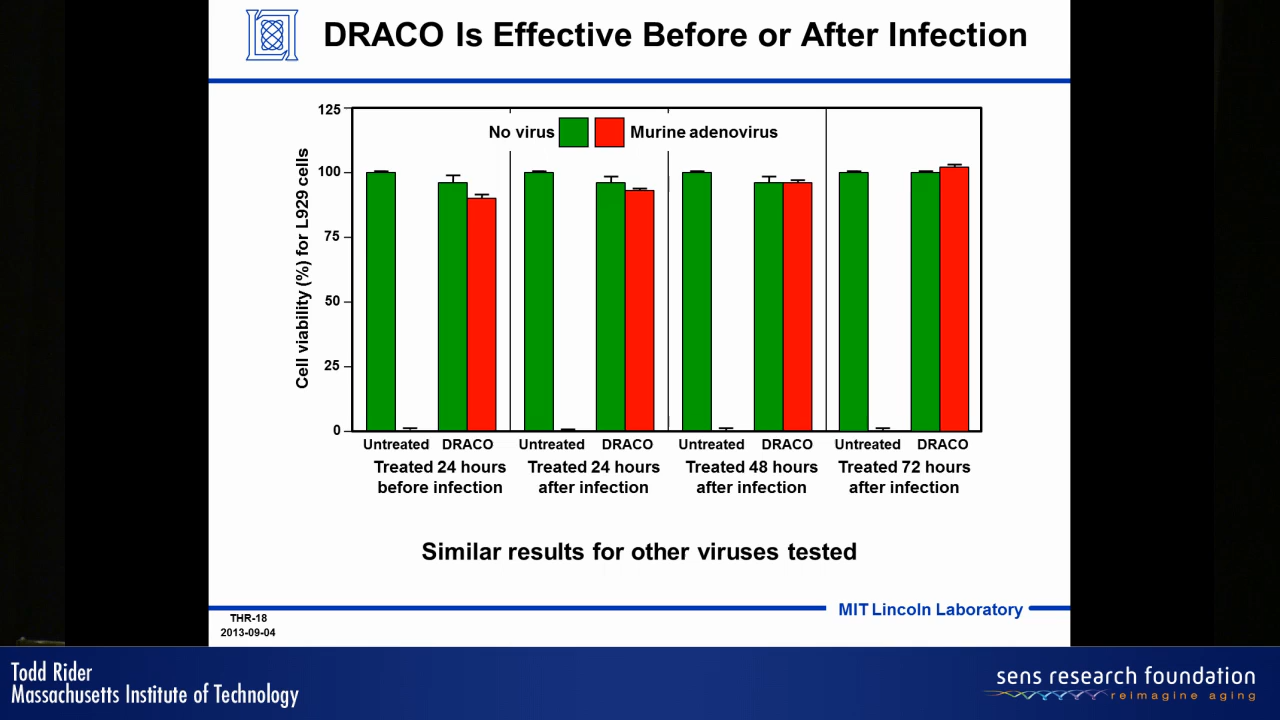 DRACO Is Effective Before or After Infection
125
No virus
Murine adenovirus
100
75
50
25
0
Cell viability (%) for L929 cells
Untreated DRACO Untreated DRACO Untreated DRACO Untreated DRACO
Treated 24 hours
before infection
Treated 24 hours
after infection
Treated 48 hours
after infection
Treated 72 hours
after infection
Similar results for other viruses tested
MIT Lincoln Laboratory
THR-18
2013-09-04
Todd Rider
Massachusetts Institute of Technology
sens research foundation
reimagine aging